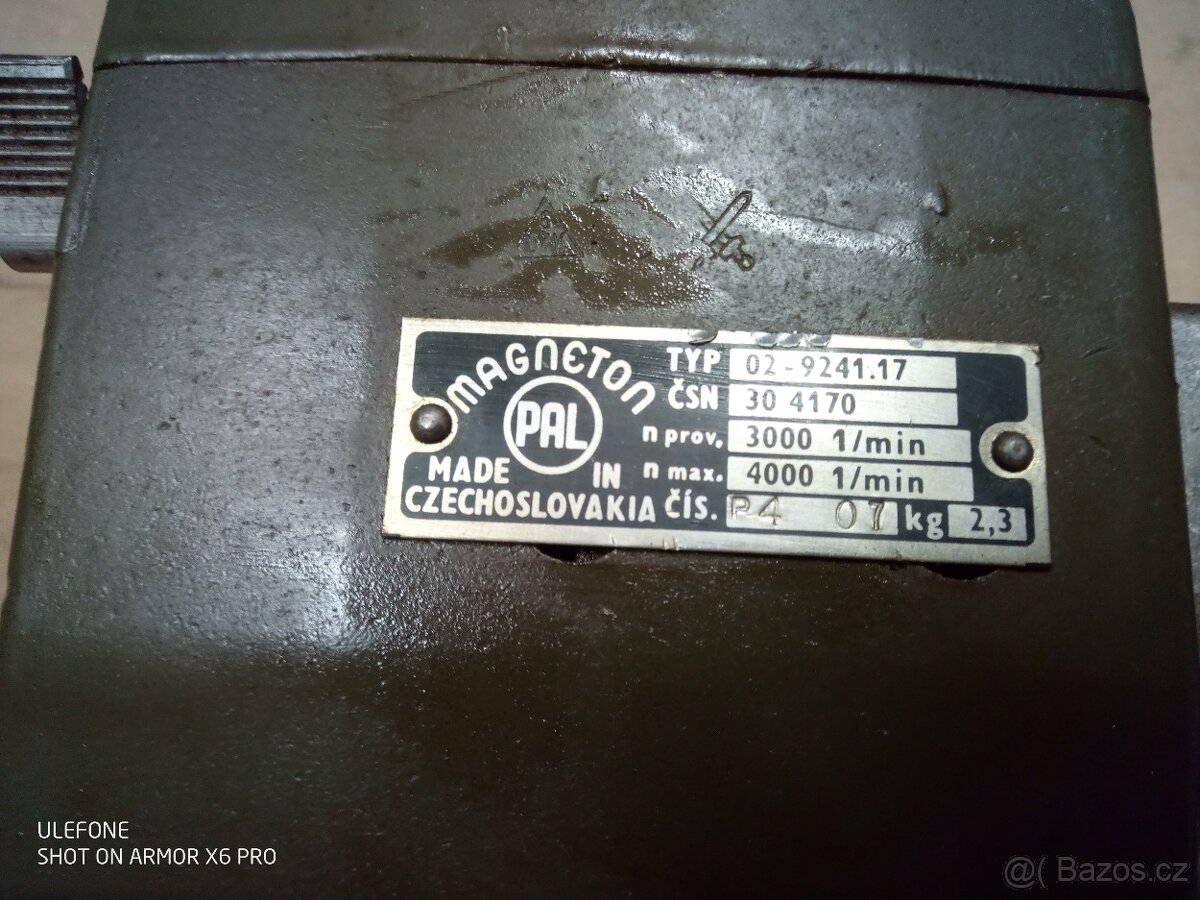 MAGNETON
PAL
MADE IN
CZECHOSLOVAKIA
TYP 02-9241.17
ČSN 30 4170
n prov. 3000 1/min
n max. 4000 1/min
ČÍS. P4 07 kg 2,3
ULEFONE
SHOT ON ARMOR X6 PRO
@( Bazos.cz